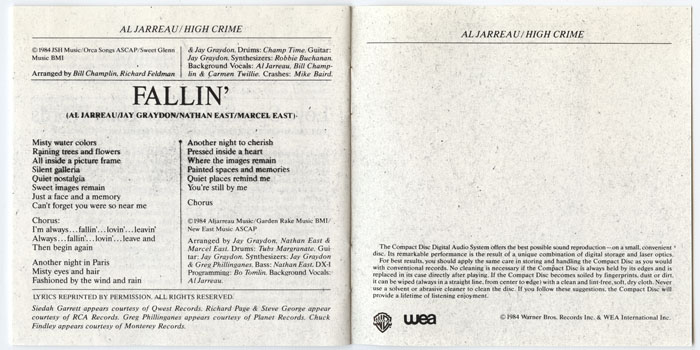 AL JARREAU/HIGH CRIME
© 1984 JSH Music/Orca Songs ASCAP/Sweet Glenn
Music BMI
Arranged by Bill Champlin, Richard Feldman
& Jay Graydon. Drums: Champ Time. Guitar:
Jay Graydon. Synthesizers: Robbie Buchanan.
Background Vocals: Al Jarreau, Bill Champ-
lin & Carmen Twillie. Crashes: Mike Baird.
FALLIN'
(AL JARREAU/JAY GRAYDON/NATHAN EAST/MARCEL EAST)
Misty water colors
Raining trees and flowers
All inside a picture frame
Silent galleria
Quiet nostalgia
Sweet images remain
Just a face and a memory
Can't forget you were so near me
Chorus:
I'm always...fallin'...lovin'...leavin'
Always...fallin'...lovin'...leave and
Then begin again
Another night in Paris
Misty eyes and hair
Fashioned by the wind and rain
Another night to cherish
Pressed inside a heart
Where the images remain
Painted spaces and memories
Quiet places remind me
You're still by me
Chorus
©1984 Aljarreau Music/Garden Rake Music BMI/
New East Music ASCAP
Arranged by Jay Graydon, Nathan East &
Marcel East. Drums: Tubs Margranate. Gui-
tar: Jay Graydon. Synthesizers: Jay Graydon
& Greg Phillinganes. Bass: Nathan East. DX-1
Programming: Bo Tomlin. Background Vocals:
Al Jarreau.
LYRICS REPRINTED BY PERMISSION. ALL RIGHTS RESERVED.
Siedah Garrett appears courtesy of Qwest Records. Richard Page & Steve George appear
courtesy of RCA Records. Greg Phillinganes appears courtesy of Planet Records. Chuck
Findley appears courtesy of Monterey Records.
AL JARREAU/HIGH CRIME
The Compact Disc Digital Audio System offers the best possible sound reproduction—on a small, convenient
disc. Its remarkable performance is the result of a unique combination of digital storage and laser optics.
For best results, you should apply the same care in storing and handling the Compact Disc as you would
with conventional records. No cleaning is necessary if the Compact Disc is always held by its edges and is
replaced in its case directly after playing. If the Compact Disc becomes soiled by fingerprints, dust or dirt,
it can be wiped (always in a straight line, from center to edge) with a clean and lint-free, soft, dry cloth. Never
use a solvent or abrasive cleaner to clean the disc. If you follow these suggestions, the Compact Disc will
provide a lifetime of listening enjoyment.
wea
© 1984 Warner Bros. Records Inc. & WEA International Inc.